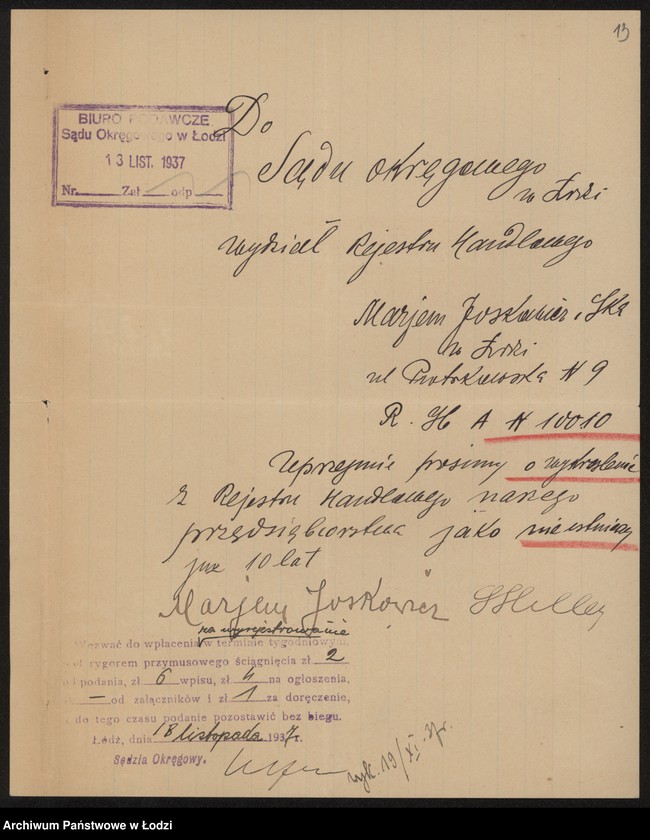 13
BIURO PODAWCZE
Sądu Okręgowego w Łodzi
13 LIST. 1937
Nr. Zał odp
Do
Sądu Okręgowego
w Łodzi
wydział Rejestru Handlowego
Marjem Joskowicz i Ska
w Łodzi
ul Piotrkowska N 9
R. H A N 10010
Uprzejmie prosimy o wykreślenie
z Rejestru Handlowego naszego
przedsiębiorstwa jako nieistniejący
już 10 lat
Marjem Joskowicz
na wyrejestrowanie
Wezwać do wpłacenia w terminie tygodniowym,
rygorem przymusowego ściągnięcia zł 2
podania, zł 6 wpisu, zł 4 na ogłoszenia,
— od załączników i zł 1 za doręczenie,
do tego czasu podanie pozostawić bez biegu.
Łódź, dnia 18 listopada 1937 r.
Sędzia Okręgowy.
wyk. 19/XI 37r.
Archiwum Państwowe w Łodzi